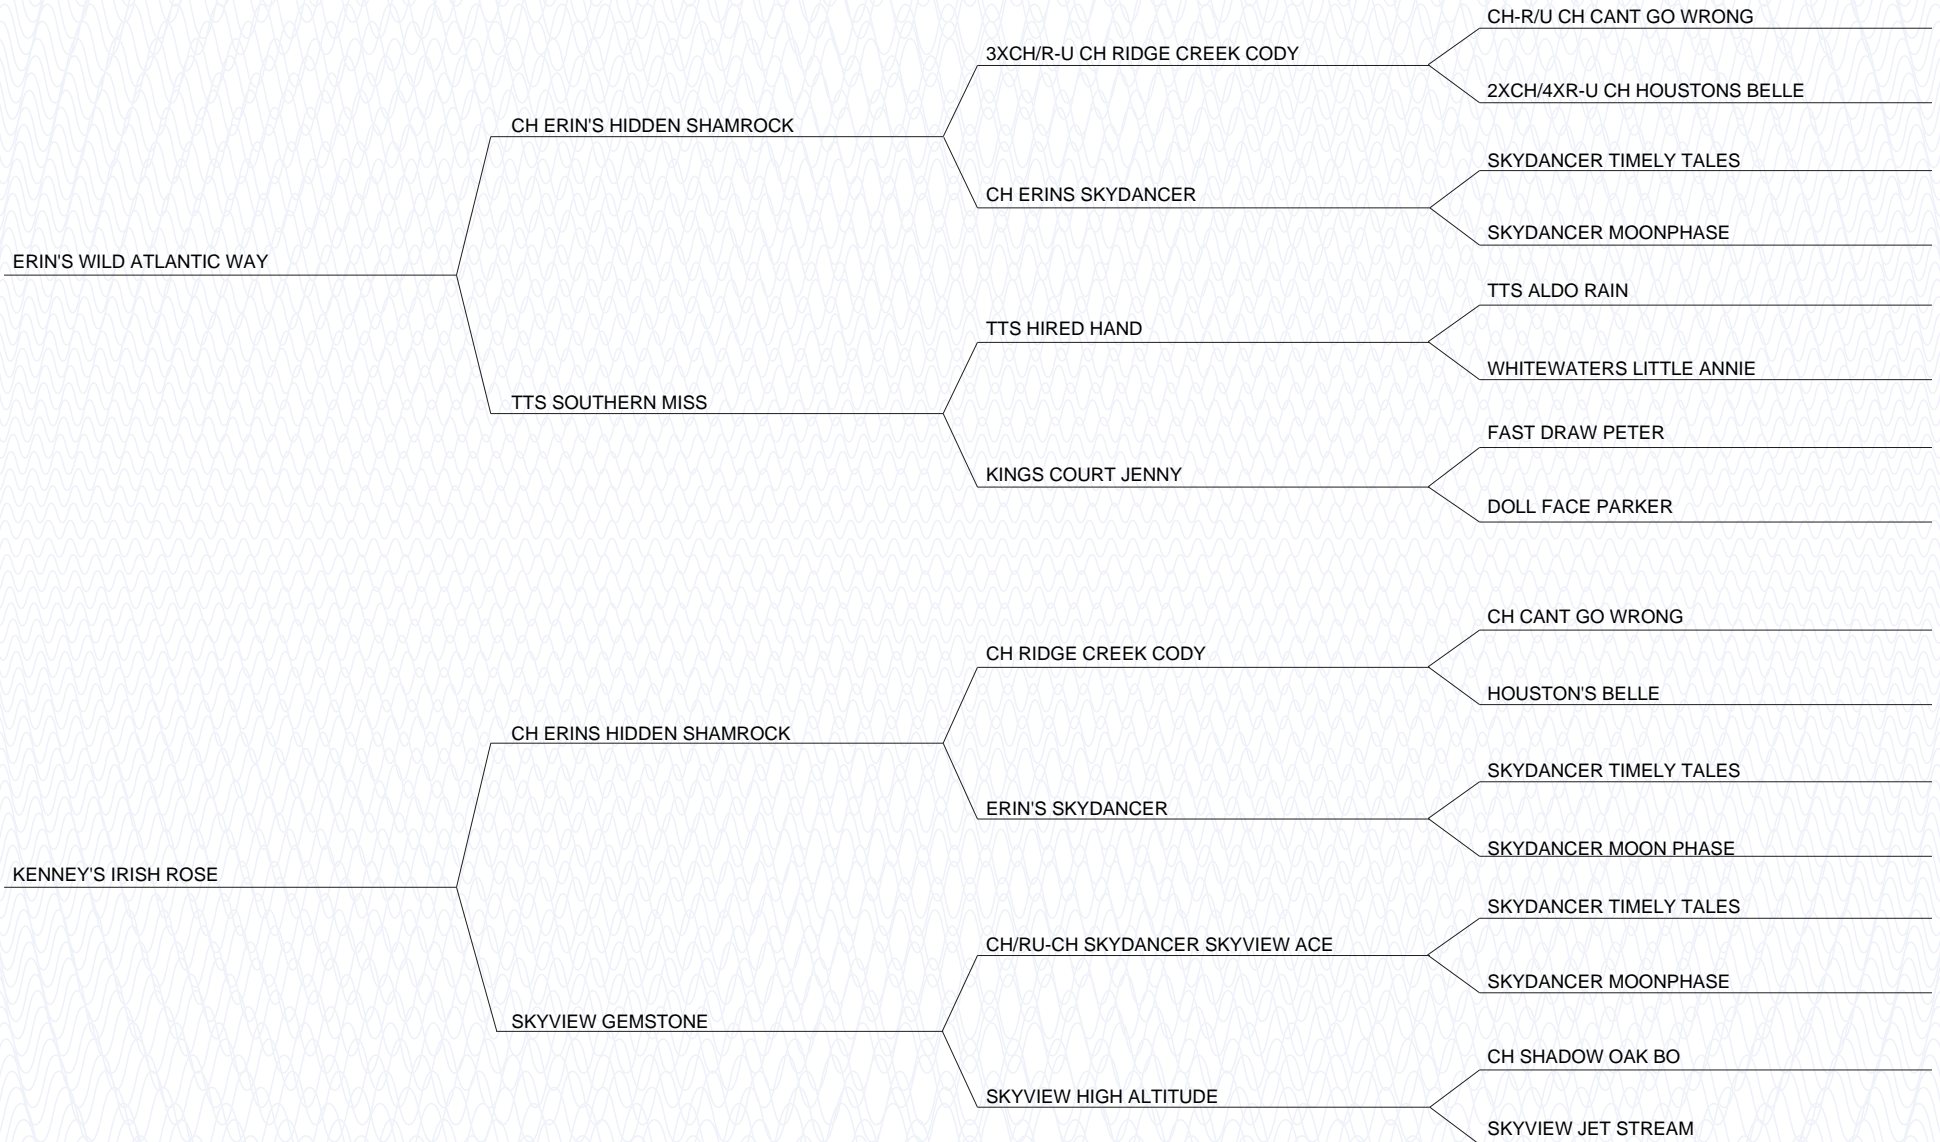 CH-R/U CH CANT GO WRONG
3XCH/R-U CH RIDGE CREEK CODY
2XCH/4XR-U CH HOUSTONS BELLE
CH ERIN'S HIDDEN SHAMROCK
SKYDANCER TIMELY TALES
CH ERINS SKYDANCER
SKYDANCER MOONPHASE
ERIN'S WILD ATLANTIC WAY
TTS ALDO RAIN
TTS HIRED HAND
WHITEWATERS LITTLE ANNIE
TTS SOUTHERN MISS
FAST DRAW PETER
KINGS COURT JENNY
DOLL FACE PARKER
CH CANT GO WRONG
CH RIDGE CREEK CODY
HOUSTON'S BELLE
CH ERINS HIDDEN SHAMROCK
SKYDANCER TIMELY TALES
ERIN'S SKYDANCER
SKYDANCER MOON PHASE
KENNEY'S IRISH ROSE
SKYDANCER TIMELY TALES
CH/RU-CH SKYDANCER SKYVIEW ACE
SKYDANCER MOONPHASE
SKYVIEW GEMSTONE
CH SHADOW OAK BO
SKYVIEW HIGH ALTITUDE
SKYVIEW JET STREAM